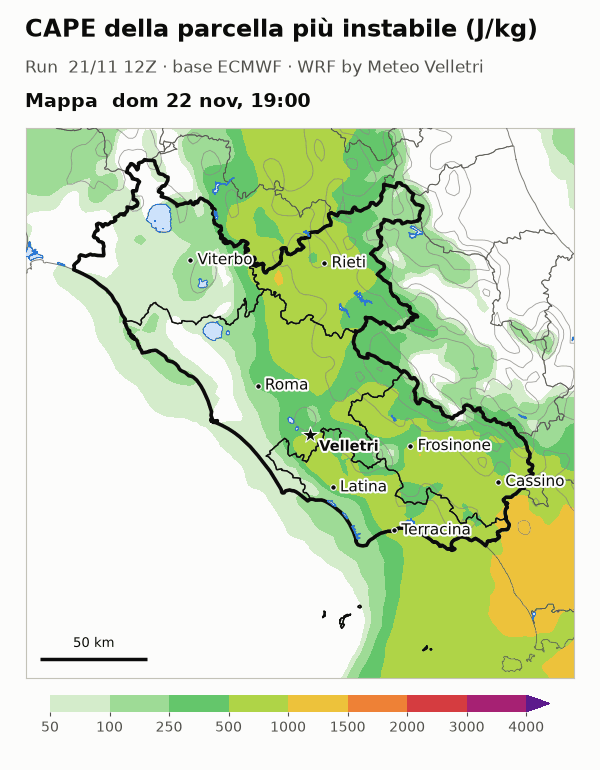 CAPE della parcella più instabile (J/kg)
Run 21/11 12Z · base ECMWF · WRF by Meteo Velletri
Mappa dom 22 nov, 19:00
Viterbo
Rieti
Roma
Velletri
Frosinone
Latina
Cassino
Terracina
50 km
50 100 250 500 1000 1500 2000 3000 4000